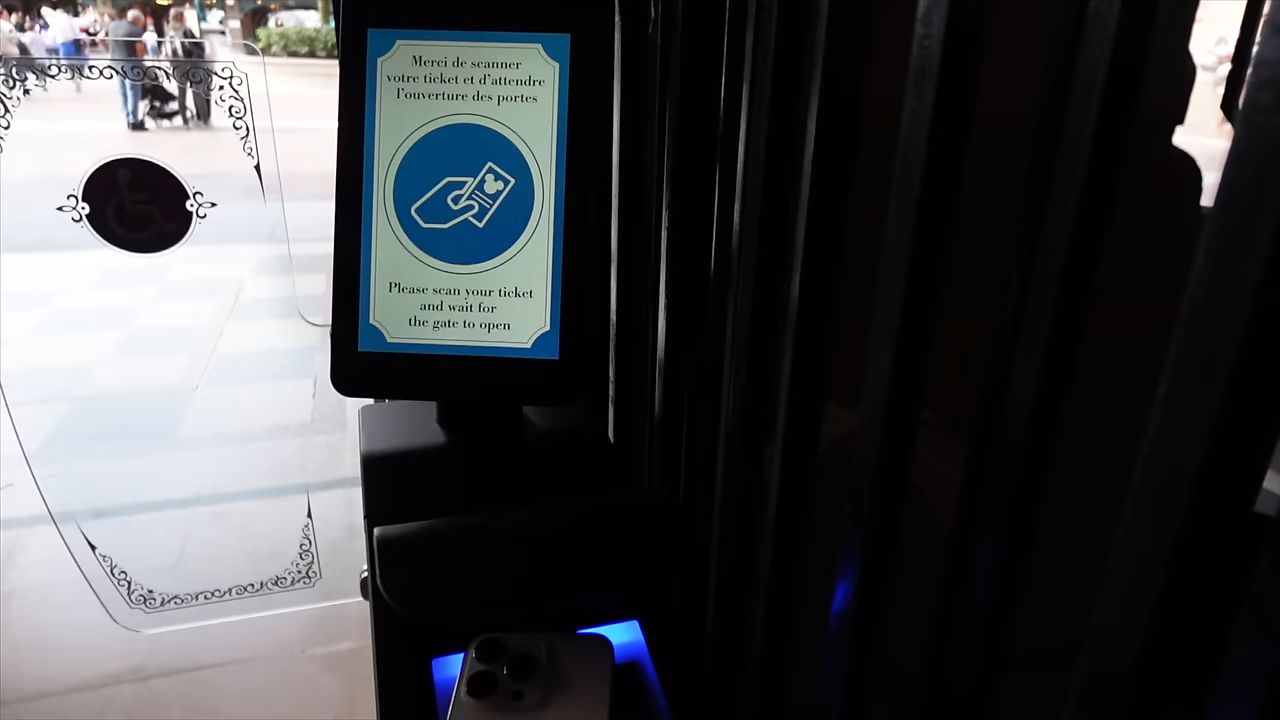 Merci de scanner
votre ticket et d'attendre
l'ouverture des portes
Please scan your ticket
and wait for
the gate to open